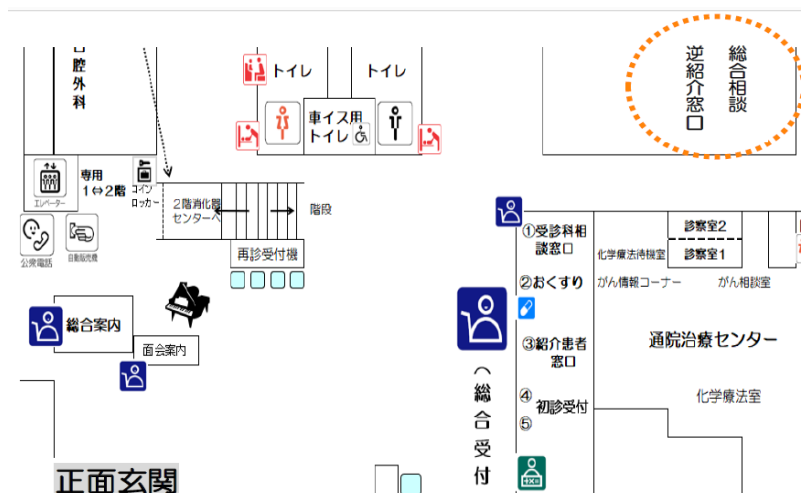 腔外科
トイレ
トイレ
車イス用
トイレ
総合相談
逆紹介窓口
エレベーター
専用
1⇔2階
コイン
ロッカー
2階消化器
センターへ
階段
公衆電話
自動販売機
再診受付機
①受診科相
談窓口
診察室2
化学療法待機室
診察室1
②おくすり
がん情報コーナー
がん相談室
総合案内
面会案内
③紹介患者
窓口
通院治療センター
④
初診受付
⑤
化学療法室
(総合受付
正面玄関